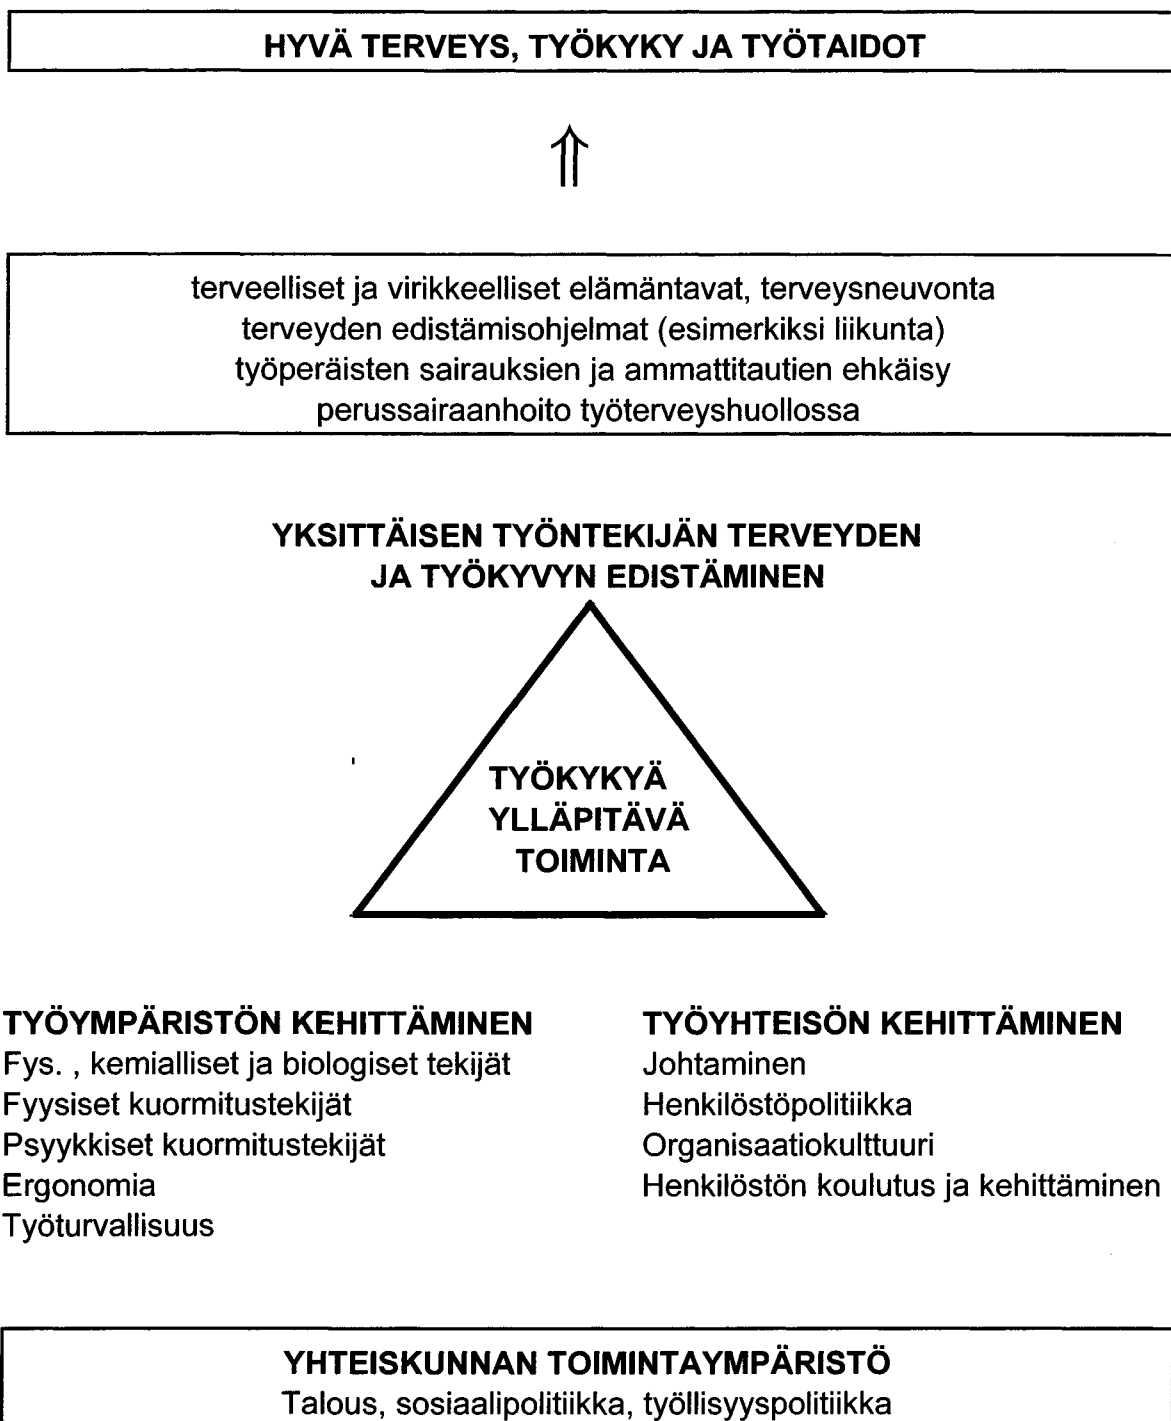 HYVÄ TERVEYS, TYÖKYKY JA TYÖTAIDOT
terveelliset ja virikkeelliset elämäntavat, terveysneuvonta
terveyden edistämisohjelmat (esimerkiksi liikunta)
työperäisten sairauksien ja ammattitautien ehkäisy
perussairaanhoito työterveyshuollossa
YKSITTÄISEN TYÖNTEKIJÄN TERVEYDEN
JA TYÖKYVYN EDISTÄMINEN
TYÖKYKYÄ
YLLÄPITÄVÄ
TOIMINTA
TYÖYMPÄRISTÖN KEHITTÄMINEN
Fys. , kemialliset ja biologiset tekijät
Fyysiset kuormitustekijät
Psyykkiset kuormitustekijät
Ergonomia
Työturvallisuus
TYÖYHTEISÖN KEHITTÄMINEN
Johtaminen
Henkilöstöpolitiikka
Organisaatiokulttuuri
Henkilöstön koulutus ja kehittäminen
YHTEISKUNNAN TOIMINTAYMPÄRISTÖ
Talous, sosiaalipolitiikka, työllisyyspolitiikka